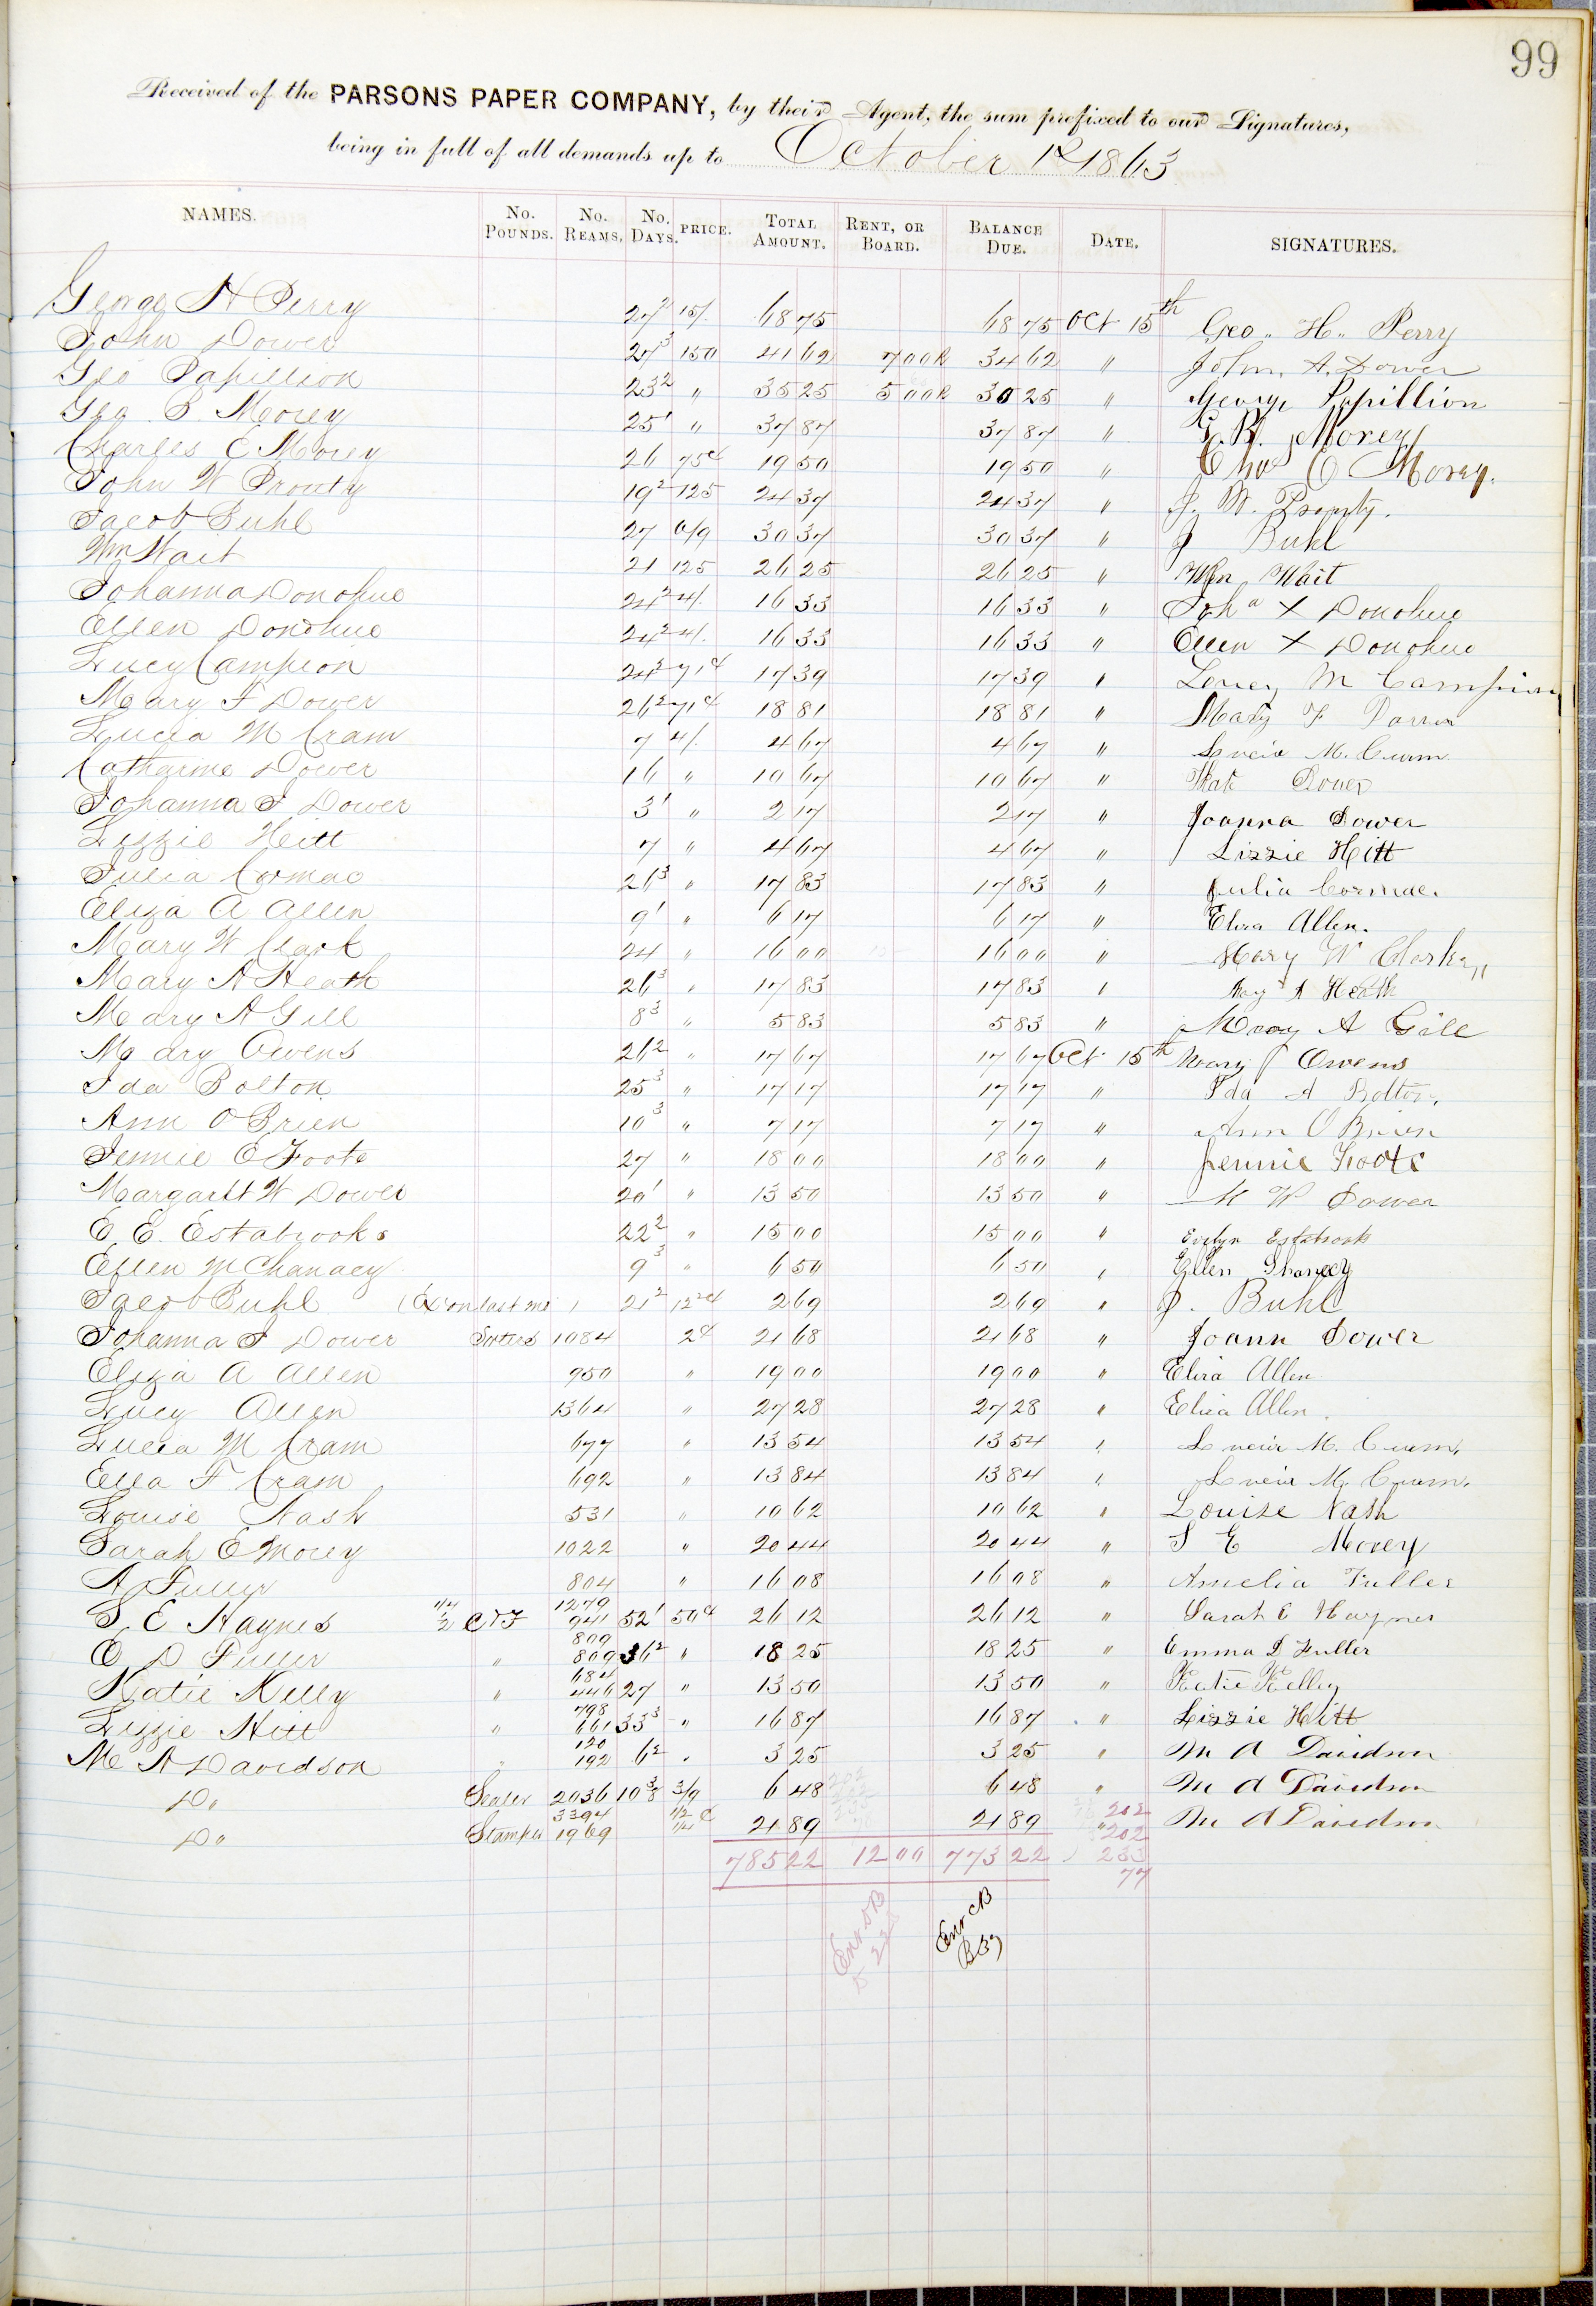 99
Received of the PARSONS PAPER COMPANY, by their Agent, the sum prefixed to our Signatures,
being in full of all demands up to October 1st 1863
NAMES. No. Pounds. No. Reams, No. Days. PRICE. Total Amount. Rent, or Board. Balance Due. Date, SIGNATURES.
George H Perry 27 2 15/. 68 75 68 75 Oct 15th Geo. H. Perry
John Dower 27 3 150 41 62 7 00 R 34 62 " John. A. Dower
Geo Papillion 23 2 " 35 25 5 00 R 30 25 " George Papillion
Geo. B. Morey 25 1 " 37 87 37 87 " G. B. Morey
Charles E Morey 26 75 c 19 50 19 50 " Chas E Morey.
John W Prouty 19 2 125 24 37 24 37 " J. W. Prouty.
Jacob Buhl 27 6/9 30 37 30 37 " J Buhl
Wm Wait 21 125 26 25 26 25 " Wm Wait
Johanna Donohue 24 2 4/. 16 33 16 33 " Joha X Donohue
Ellen Donohue 24 2 4/. 16 33 16 33 " Ellen X Donohue
Lucy Campion 24 3 71 c 17 39 17 39 " Lucy M Campion
Mary F Dower 26 2 71 c 18 81 18 81 " Mary F
Lucia M Cram 7 4/. 4 67 4 67 " Lucia M. Cram
Catharine Dower 16 " 10 67 10 67 " Kate Dower
Johanna J Dower 3 1 " 2 17 2 17 " Joanna Dower
Lizzie Hitt 7 " 4 67 4 67 " Lizzie Hitt
Julia Cormac 26 3 " 17 83 17 83 " Julia Cormac.
Eliza A Allen 9 1 " 6 17 6 17 " Eliza Allen.
Mary W Clark 24 " 16 00 16 00 " Mary W Clark
Mary A Heath 26 3 " 17 83 17 83 " Mary A Heath
Mary A Gill 8 3 " 5 83 5 83 " Mary A Gill
Mary Owens 26 2 " 17 67 17 67 Oct 15th Mary Owens
Ida Bolton 25 3 " 17 17 17 17 " Ida A Bolton.
Ann O Brien 10 3 " 7 17 7 17 " Ann O Brien
Jennie E Foote 27 " 18 00 18 00 " Jennie Foote
Margaret W Dower 20 1 " 13 50 13 50 " M W Dower
E. E. Estabrooks 22 2 " 15 00 15 00 " Evelyn Estabrook
Ellen McChanacy 9 3 " 6 50 6 50 " Ellen
Jacob Buhl (Ex on last mo ) 21 2 12 2 c 2 69 2 69 " J. Buhl
Johanna J Dower Sorters 1084 2 c 21 68 21 68 " Joann Dower
Eliza A Allen 950 " 19 00 19 00 " Eliza Allen
Lucy Allen 1364 " 27 28 27 28 " Eliza Allen.
Lucia M Cram 677 " 13 54 13 54 " Lucia M. Cram.
Ella F Cram 692 " 13 84 13 84 " Lucia M. Cram.
Louise Nash 531 " 10 62 10 62 " Louise Nash
Sarah E Morey 1022 " 20 44 20 44 " S E Morey
A Fuller 804 " 16 08 16 08 " Amelia Fuller
S. E Haynes 1/4 1/2 C & F 1279 941 52 1 50 c 26 12 26 12 " Sarah E Haynes
E D Fuller " 809 809 36 2 " 18 25 18 25 " Emma D Fuller
Katie Kelly " 684 446 27 " 13 50 13 50 " Katie Kelley
Lizzie Hitt " 798 661 33 3 " 16 87 16 87 " Lizzie Hitt
M A Davidson " 120 192 6 2 " 3 25 3 25 " M A Davidson
Do Sealer 2036 10 3/8 3/9 6 48 6 48 " M A Davidson
Do Stamper 3394 1969 1/2 1/4 c 21 89 21 89 " M A Davidson
202
202
785 22 12 00 773 22 233
77
Enr CB
B 37